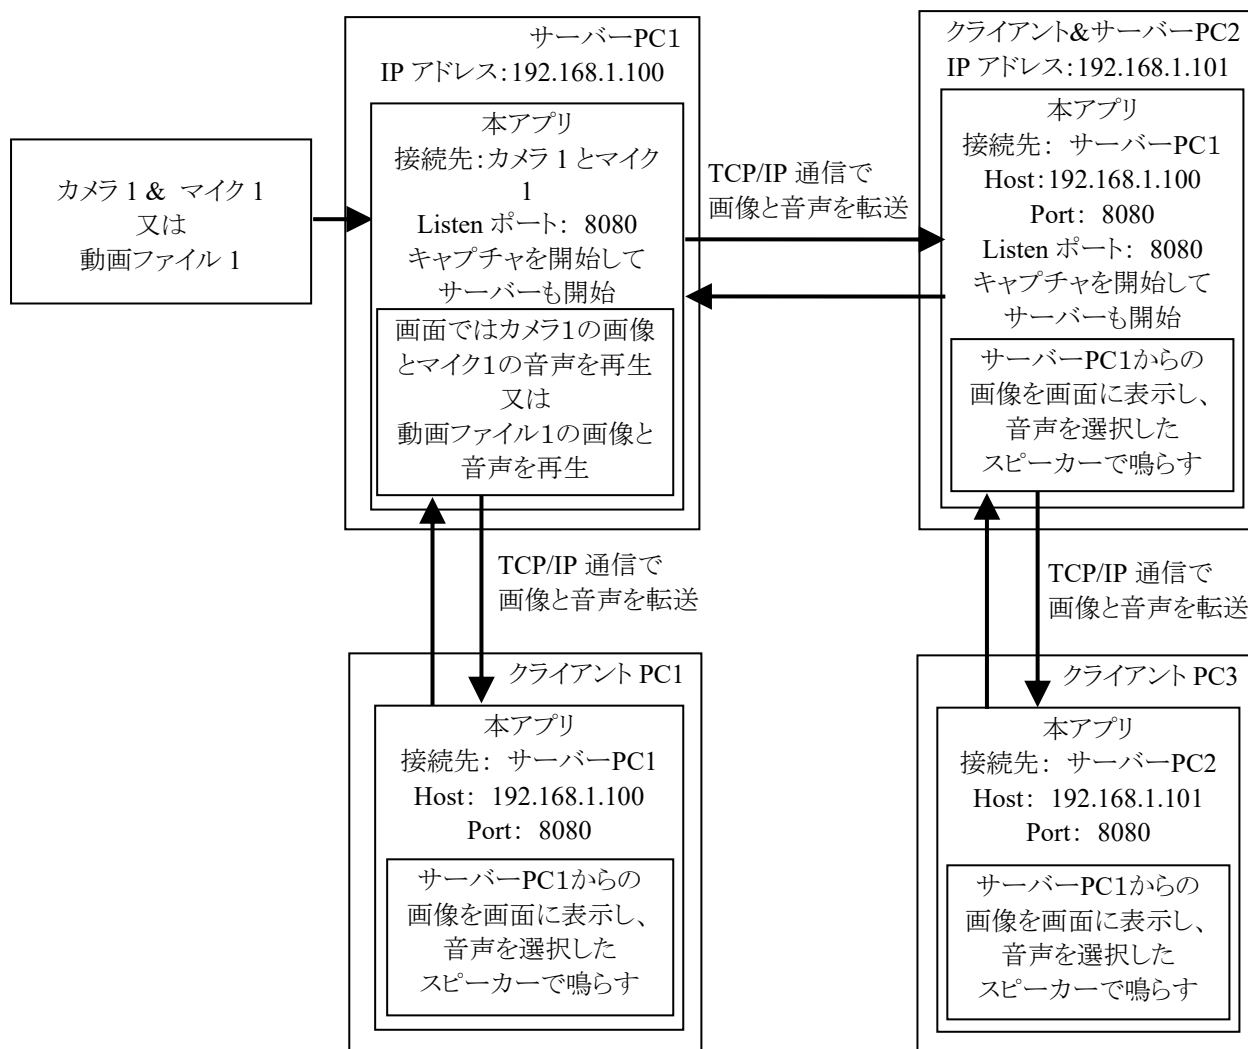 サーバーPC1
IP アドレス：192.168.1.100
本アプリ
接続先：カメラ 1 とマイク
1
Listen ポート： 8080
キャプチャを開始して
サーバーも開始
画面ではカメラ1の画像
とマイク1の音声を再生
又は
動画ファイル1の画像と
音声を再生
カメラ 1 & マイク 1
又は
動画ファイル 1
TCP/IP 通信で
画像と音声を転送
クライアント&サーバーPC2
IP アドレス：192.168.1.101
本アプリ
接続先： サーバーPC1
Host：192.168.1.100
Port： 8080
Listen ポート： 8080
キャプチャを開始して
サーバーも開始
サーバーPC1からの
画像を画面に表示し、
音声を選択した
スピーカーで鳴らす
TCP/IP 通信で
画像と音声を転送
TCP/IP 通信で
画像と音声を転送
クライアント PC1
本アプリ
接続先： サーバーPC1
Host： 192.168.1.100
Port： 8080
サーバーPC1からの
画像を画面に表示し、
音声を選択した
スピーカーで鳴らす
クライアント PC3
本アプリ
接続先： サーバーPC2
Host： 192.168.1.101
Port： 8080
サーバーPC1からの
画像を画面に表示し、
音声を選択した
スピーカーで鳴らす